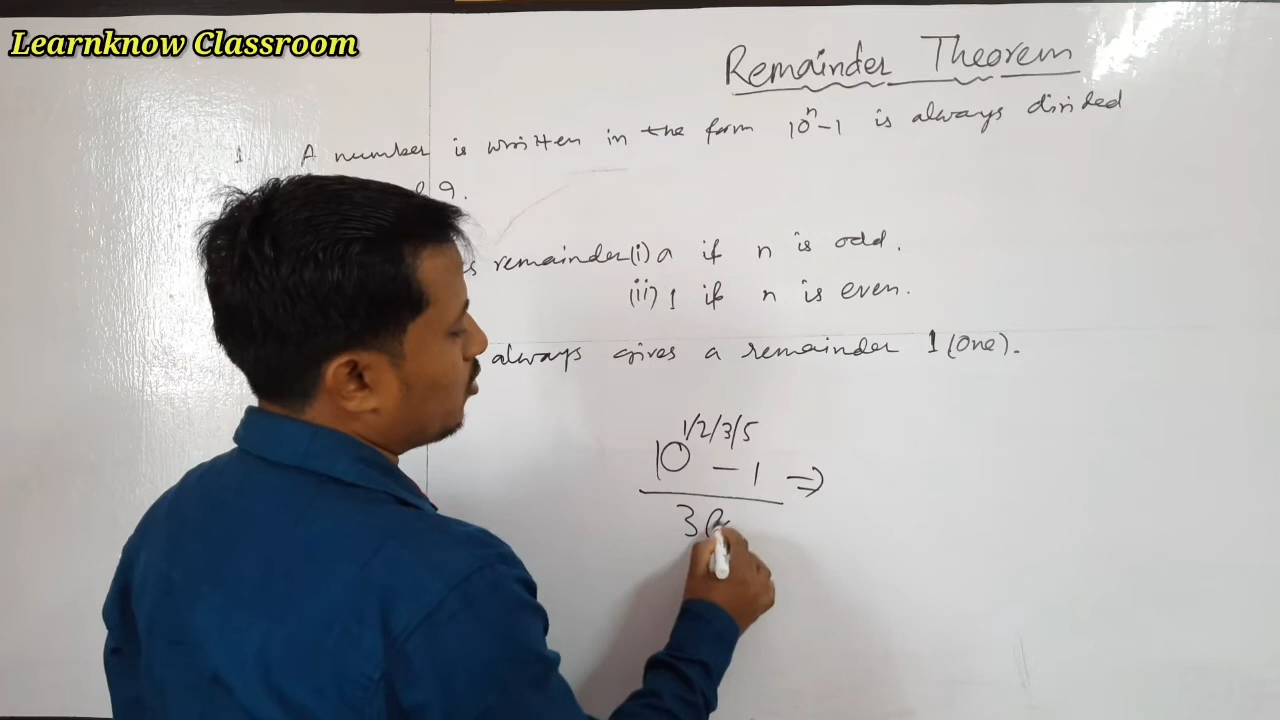 Learnknow Classroom
Remainder Theorem
1. A number is written in the form 10ⁿ-1 is always divided
9.
remainder (i) a if n is odd.
(ii) 1 if n is even.
always gives a remainder 1 (one).
10^1/2/3/5 - 1 ⇒
3